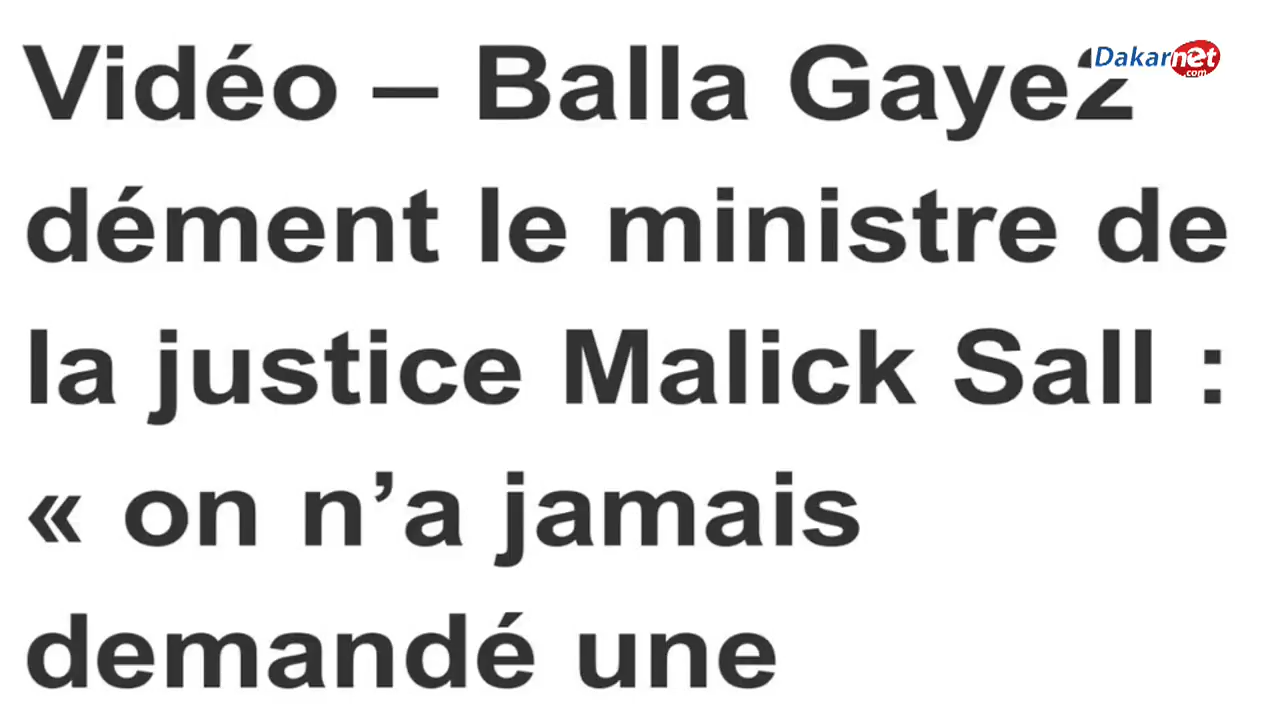 Vidéo – Balla Gaye2
dément le ministre de
la justice Malick Sall :
« on n’a jamais
demandé une
Dakarnet
.com